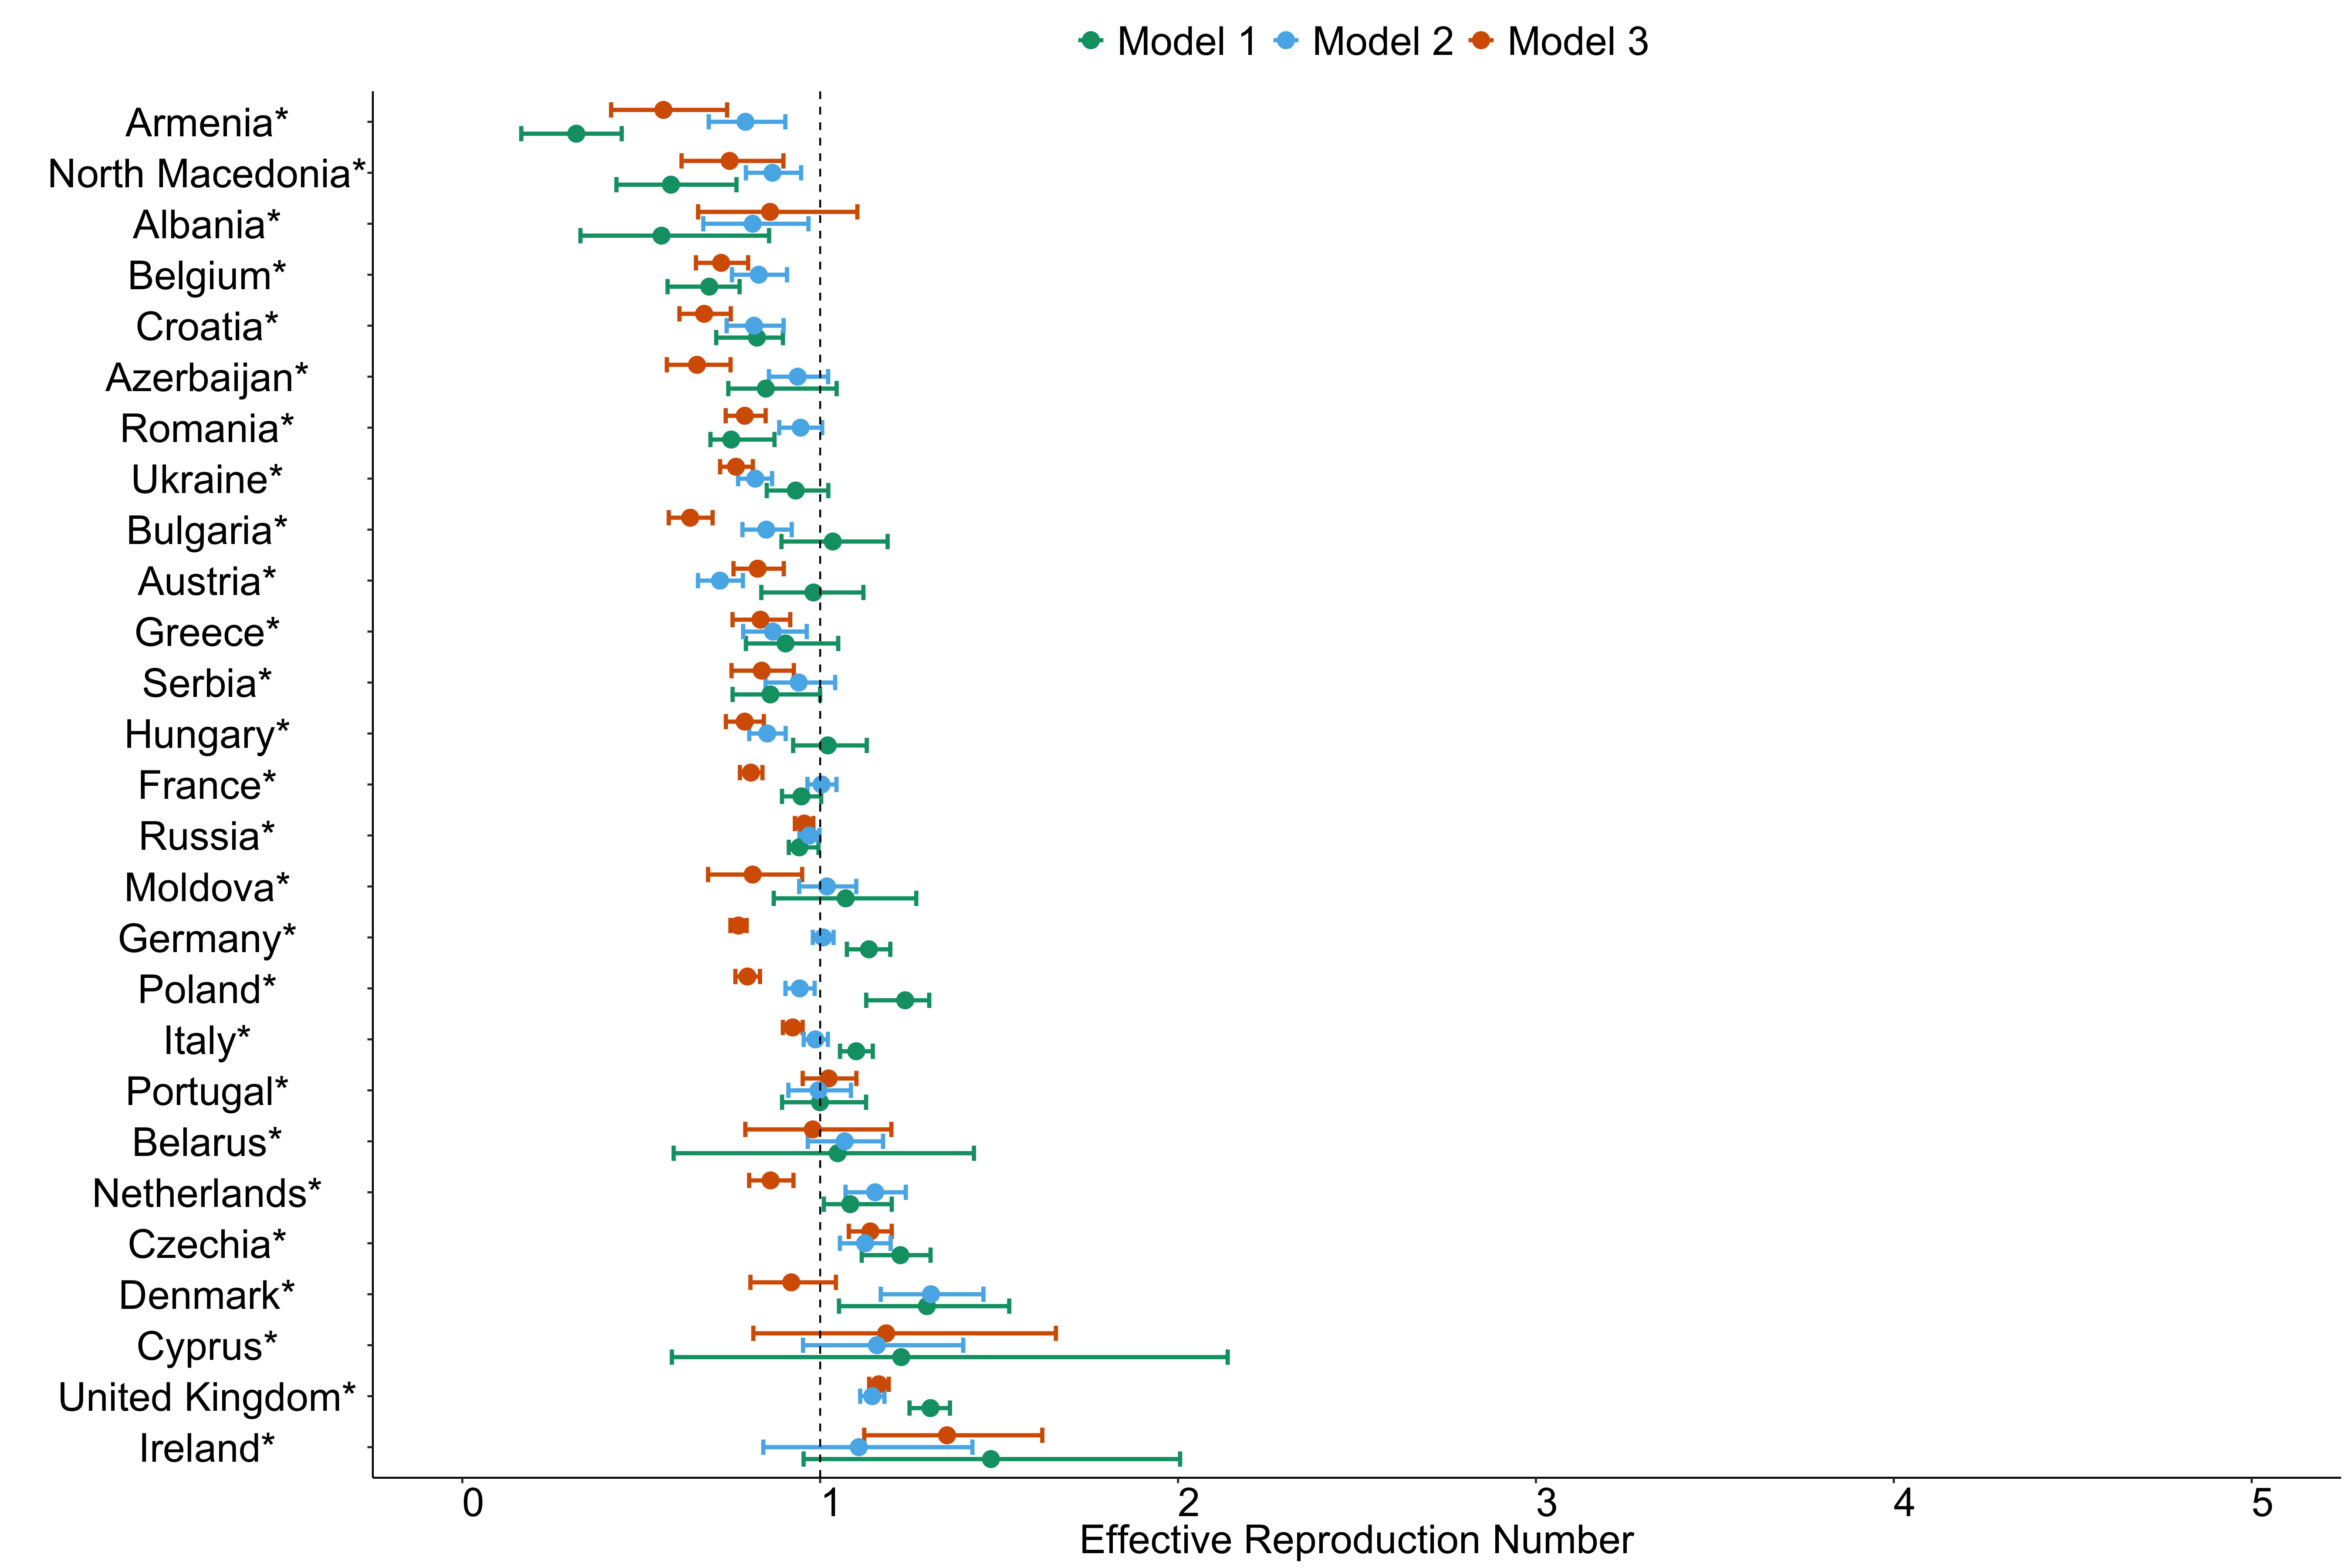 Model 1 Model 2 Model 3
Armenia*
North Macedonia*
Albania*
Belgium*
Croatia*
Azerbaijan*
Romania*
Ukraine*
Bulgaria*
Austria*
Greece*
Serbia*
Hungary*
France*
Russia*
Moldova*
Germany*
Poland*
Italy*
Portugal*
Belarus*
Netherlands*
Czechia*
Denmark*
Cyprus*
United Kingdom*
Ireland*
0 1 2 3 4 5
Effective Reproduction Number